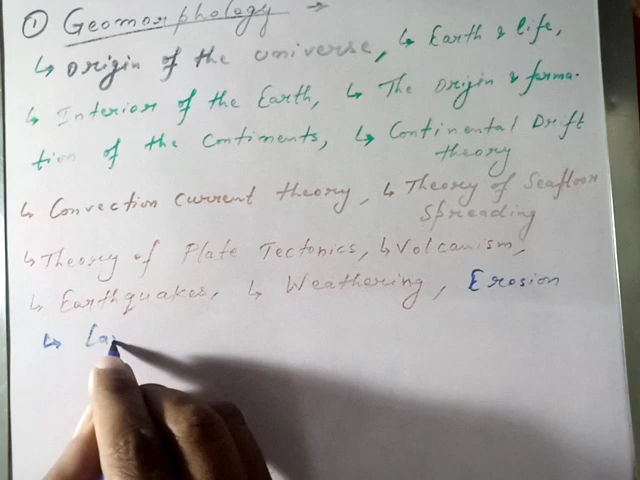 ① Geomorphology →
↳ Origin of the universe, ↳ Earth & life,
↳ Interior of the Earth, ↳ The origin & forma-
tion of the continents, ↳ Continental Drift
theory
↳ Convection current theory, ↳ Theory of Seafloor
Spreading
↳ Theory of Plate Tectonics, ↳ Volcanism,
↳ Earthquakes, ↳ Weathering, Erosion
↳ La